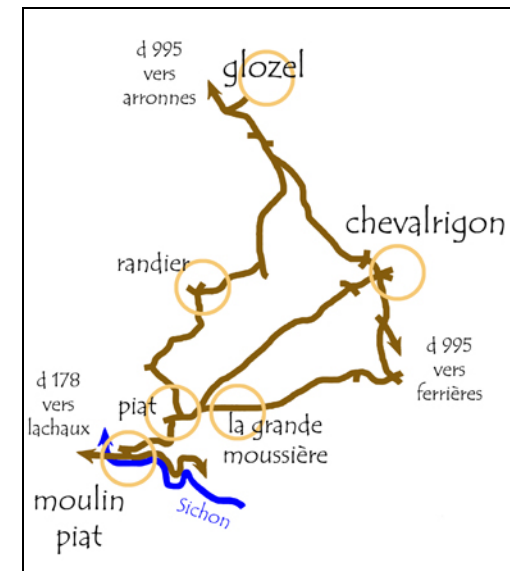 d 995
vers
arronnes
glozel
chevalrigon
randier
d 995
vers
ferrières
d 178
vers
lachaux
piat
la grande
moussière
moulin
piat
Sichon